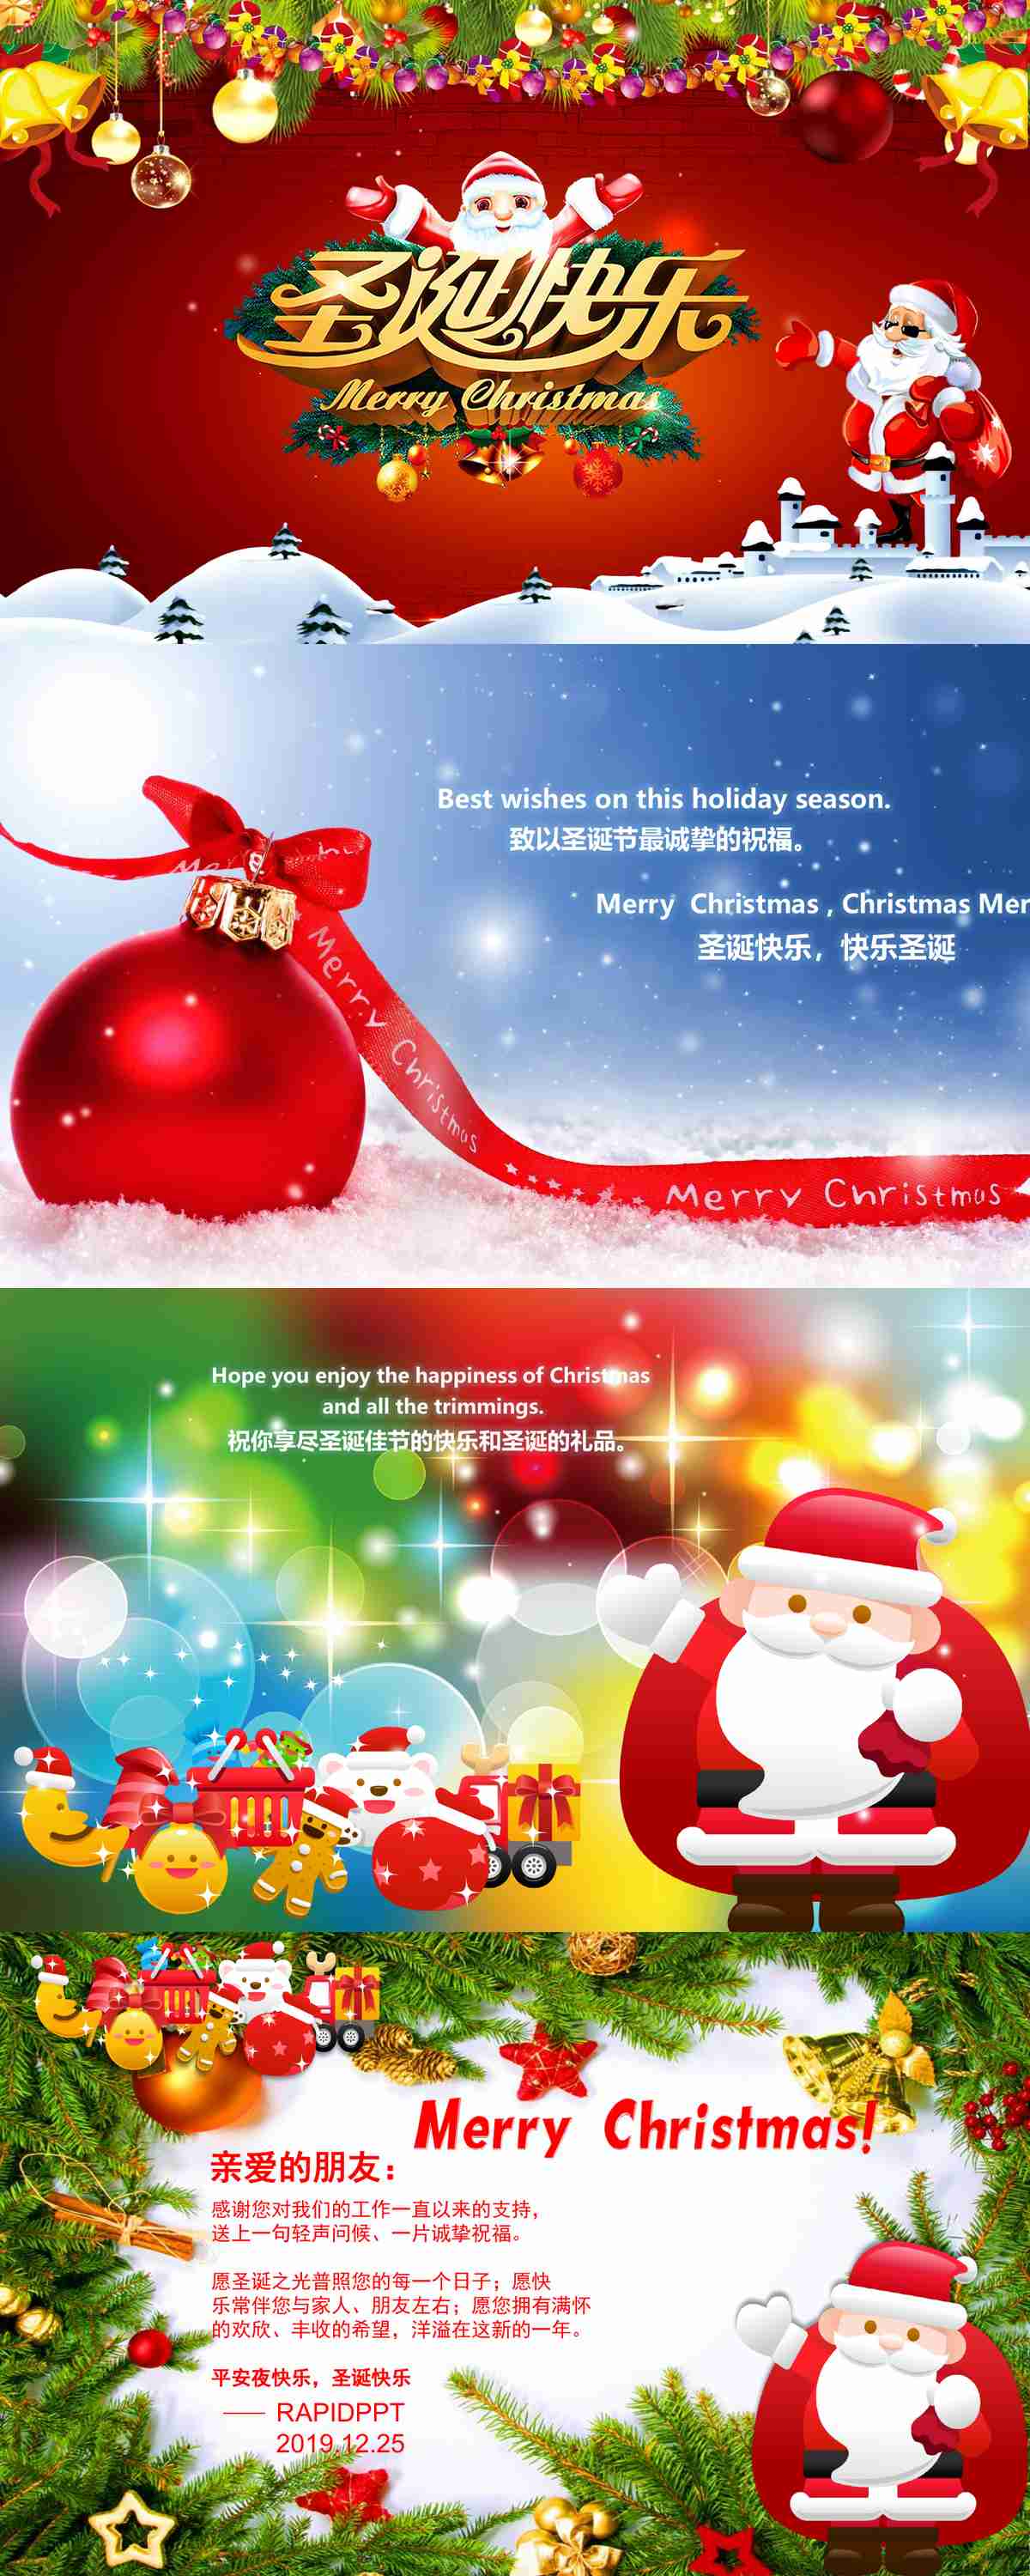 圣诞快乐
Merry Christmas
Best wishes on this holiday season.
致以圣诞节最诚挚的祝福。
Merry Christmas , Christmas Mer
圣诞快乐，快乐圣诞
Merry Christmas
Merry Christmas
Hope you enjoy the happiness of Christmas
and all the trimmings.
祝你享尽圣诞佳节的快乐和圣诞的礼品。
Merry Christmas!
亲爱的朋友：
感谢您对我们的工作一直以来的支持，
送上一句轻声问候、一片诚挚祝福。
愿圣诞之光普照您的每一个日子；愿快
乐常伴您与家人、朋友左右；愿您拥有满怀
的欢欣、丰收的希望，洋溢在这新的一年。
平安夜快乐，圣诞快乐
—— RAPIDPPT
2019.12.25